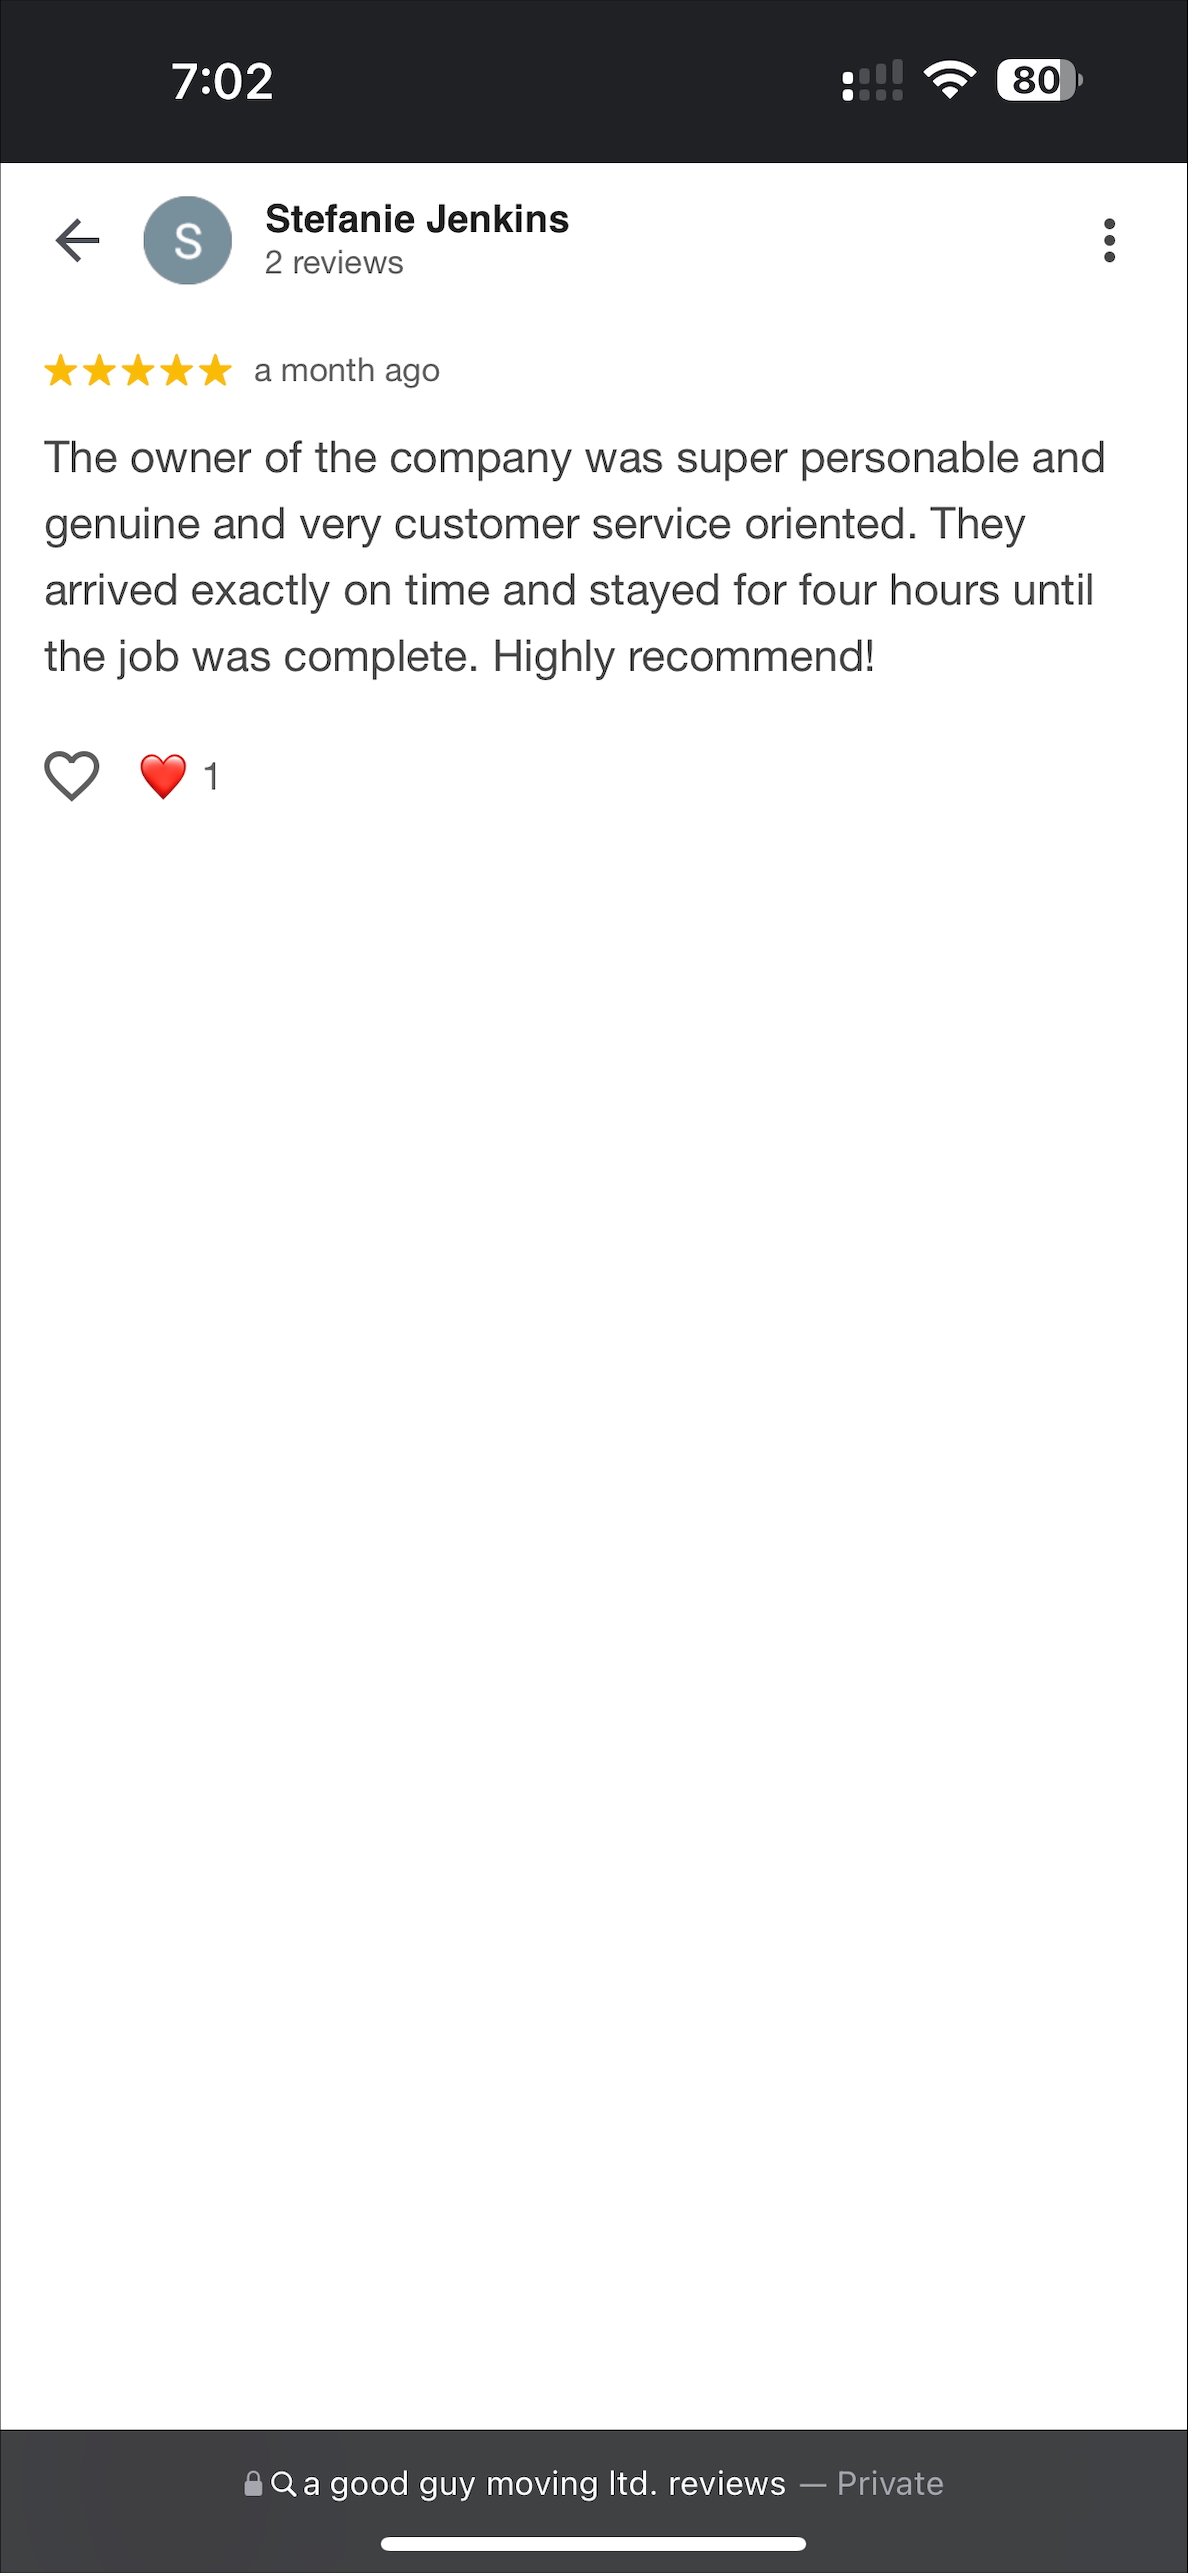 7:02
80
S
Stefanie Jenkins
2 reviews
a month ago
The owner of the company was super personable and
genuine and very customer service oriented. They
arrived exactly on time and stayed for four hours until
the job was complete. Highly recommend!
❤️ 1
a good guy moving ltd. reviews — Private